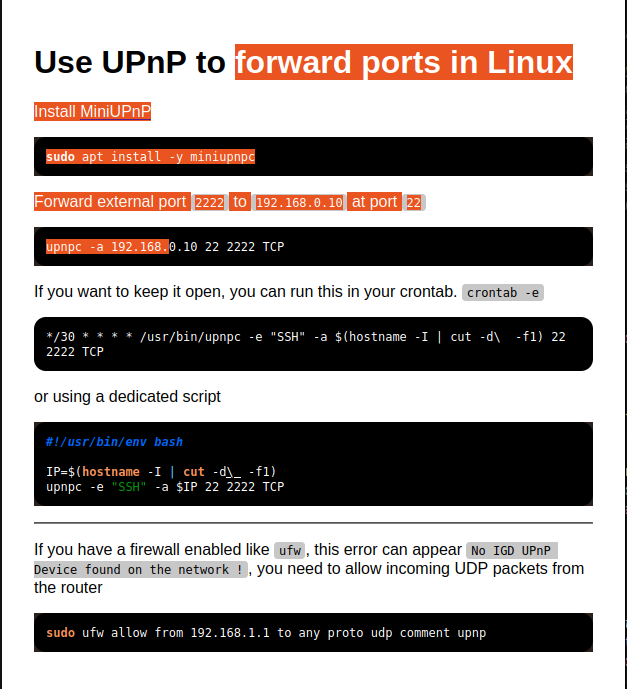 Use UPnP to forward ports in Linux
Install MiniUPnP
sudo apt install -y miniupnpc
Forward external port 2222 to 192.168.0.10 at port 22
upnpc -a 192.168.0.10 22 2222 TCP
If you want to keep it open, you can run this in your crontab. crontab -e
*/30 * * * * /usr/bin/upnpc -e "SSH" -a $(hostname -I | cut -d\  -f1) 22
2222 TCP
or using a dedicated script
#!/usr/bin/env bash
IP=$(hostname -I | cut -d\_ -f1)
upnpc -e "SSH" -a $IP 22 2222 TCP
If you have a firewall enabled like ufw, this error can appear No IGD UPnP
Device found on the network !, you need to allow incoming UDP packets from
the router
sudo ufw allow from 192.168.1.1 to any proto udp comment upnp